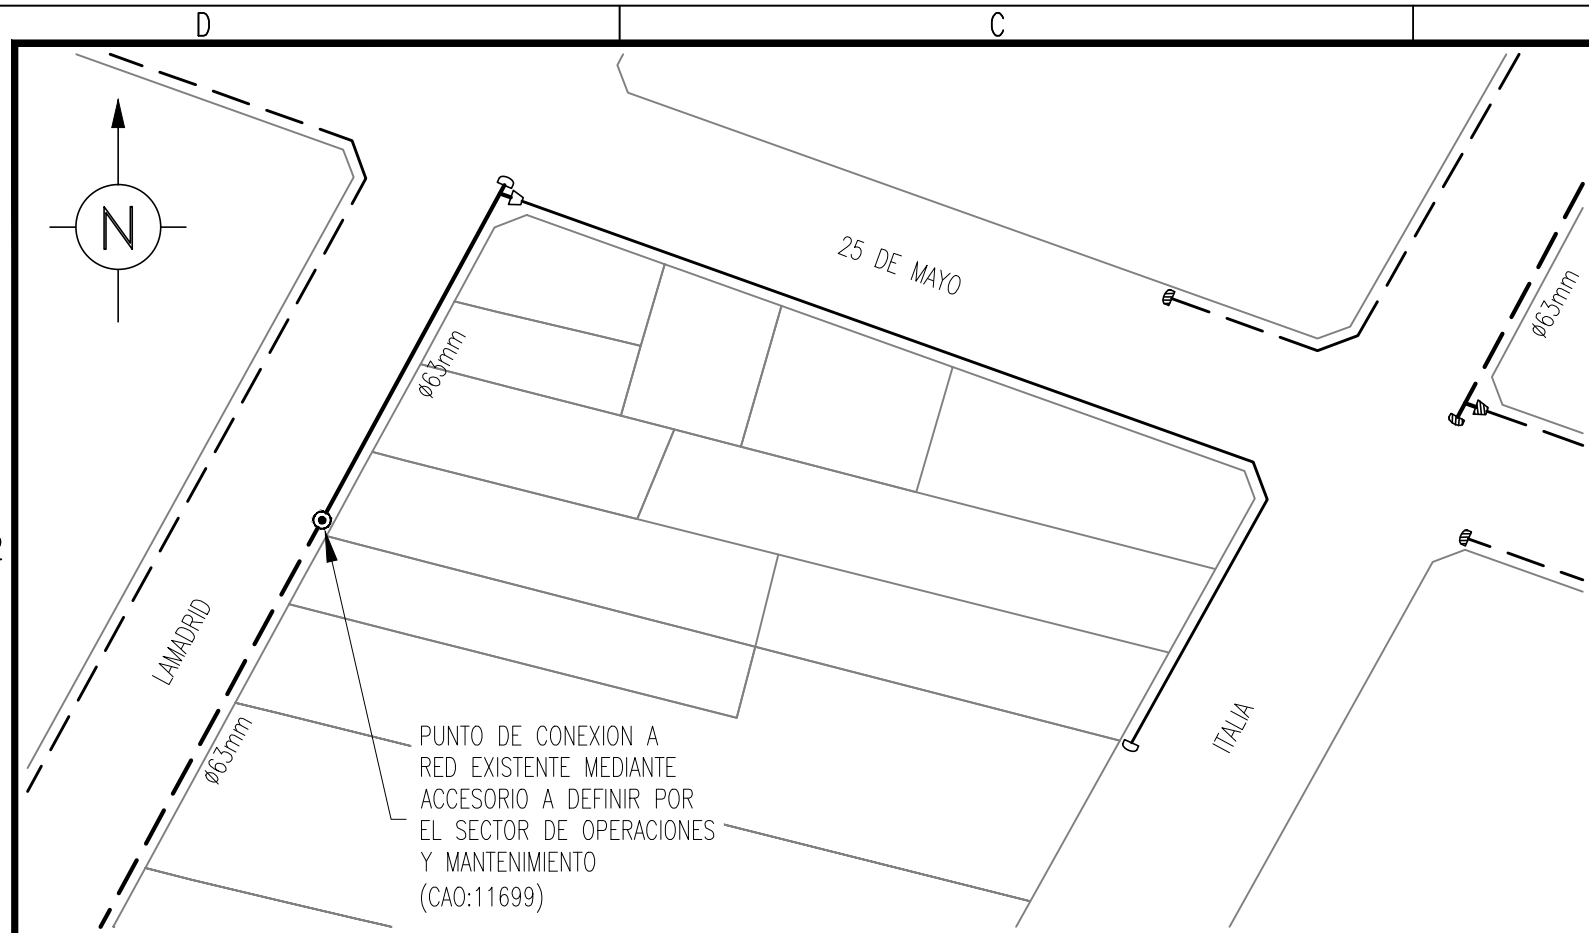 D
C
N
25 DE MAYO
ø63mm
ø63mm
LAMADRID
ø63mm
ITALIA
PUNTO DE CONEXION A
RED EXISTENTE MEDIANTE
ACCESORIO A DEFINIR POR
EL SECTOR DE OPERACIONES
Y MANTENIMIENTO
(CAO:11699)